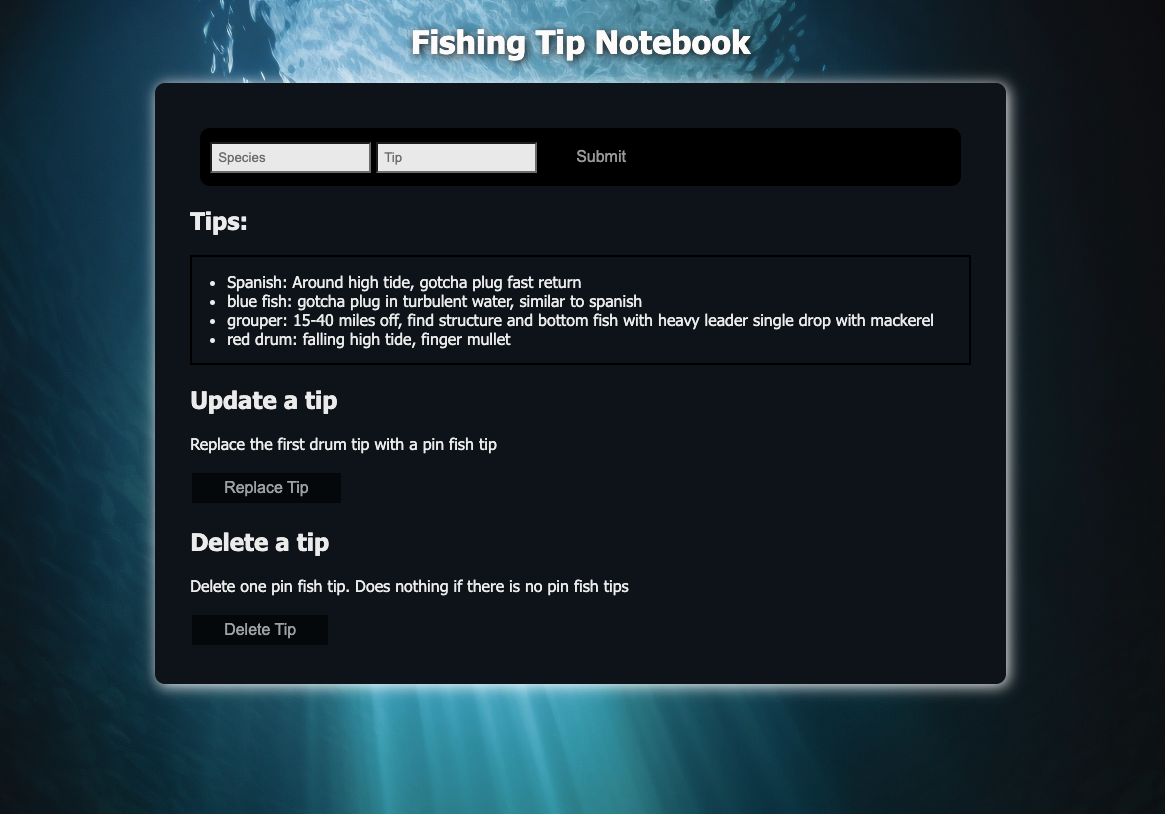 Fishing Tip Notebook
Species Tip Submit
Tips:
• Spanish: Around high tide, gotcha plug fast return
• blue fish: gotcha plug in turbulent water, similar to spanish
• grouper: 15-40 miles off, find structure and bottom fish with heavy leader single drop with mackerel
• red drum: falling high tide, finger mullet
Update a tip
Replace the first drum tip with a pin fish tip
Replace Tip
Delete a tip
Delete one pin fish tip. Does nothing if there is no pin fish tips
Delete Tip